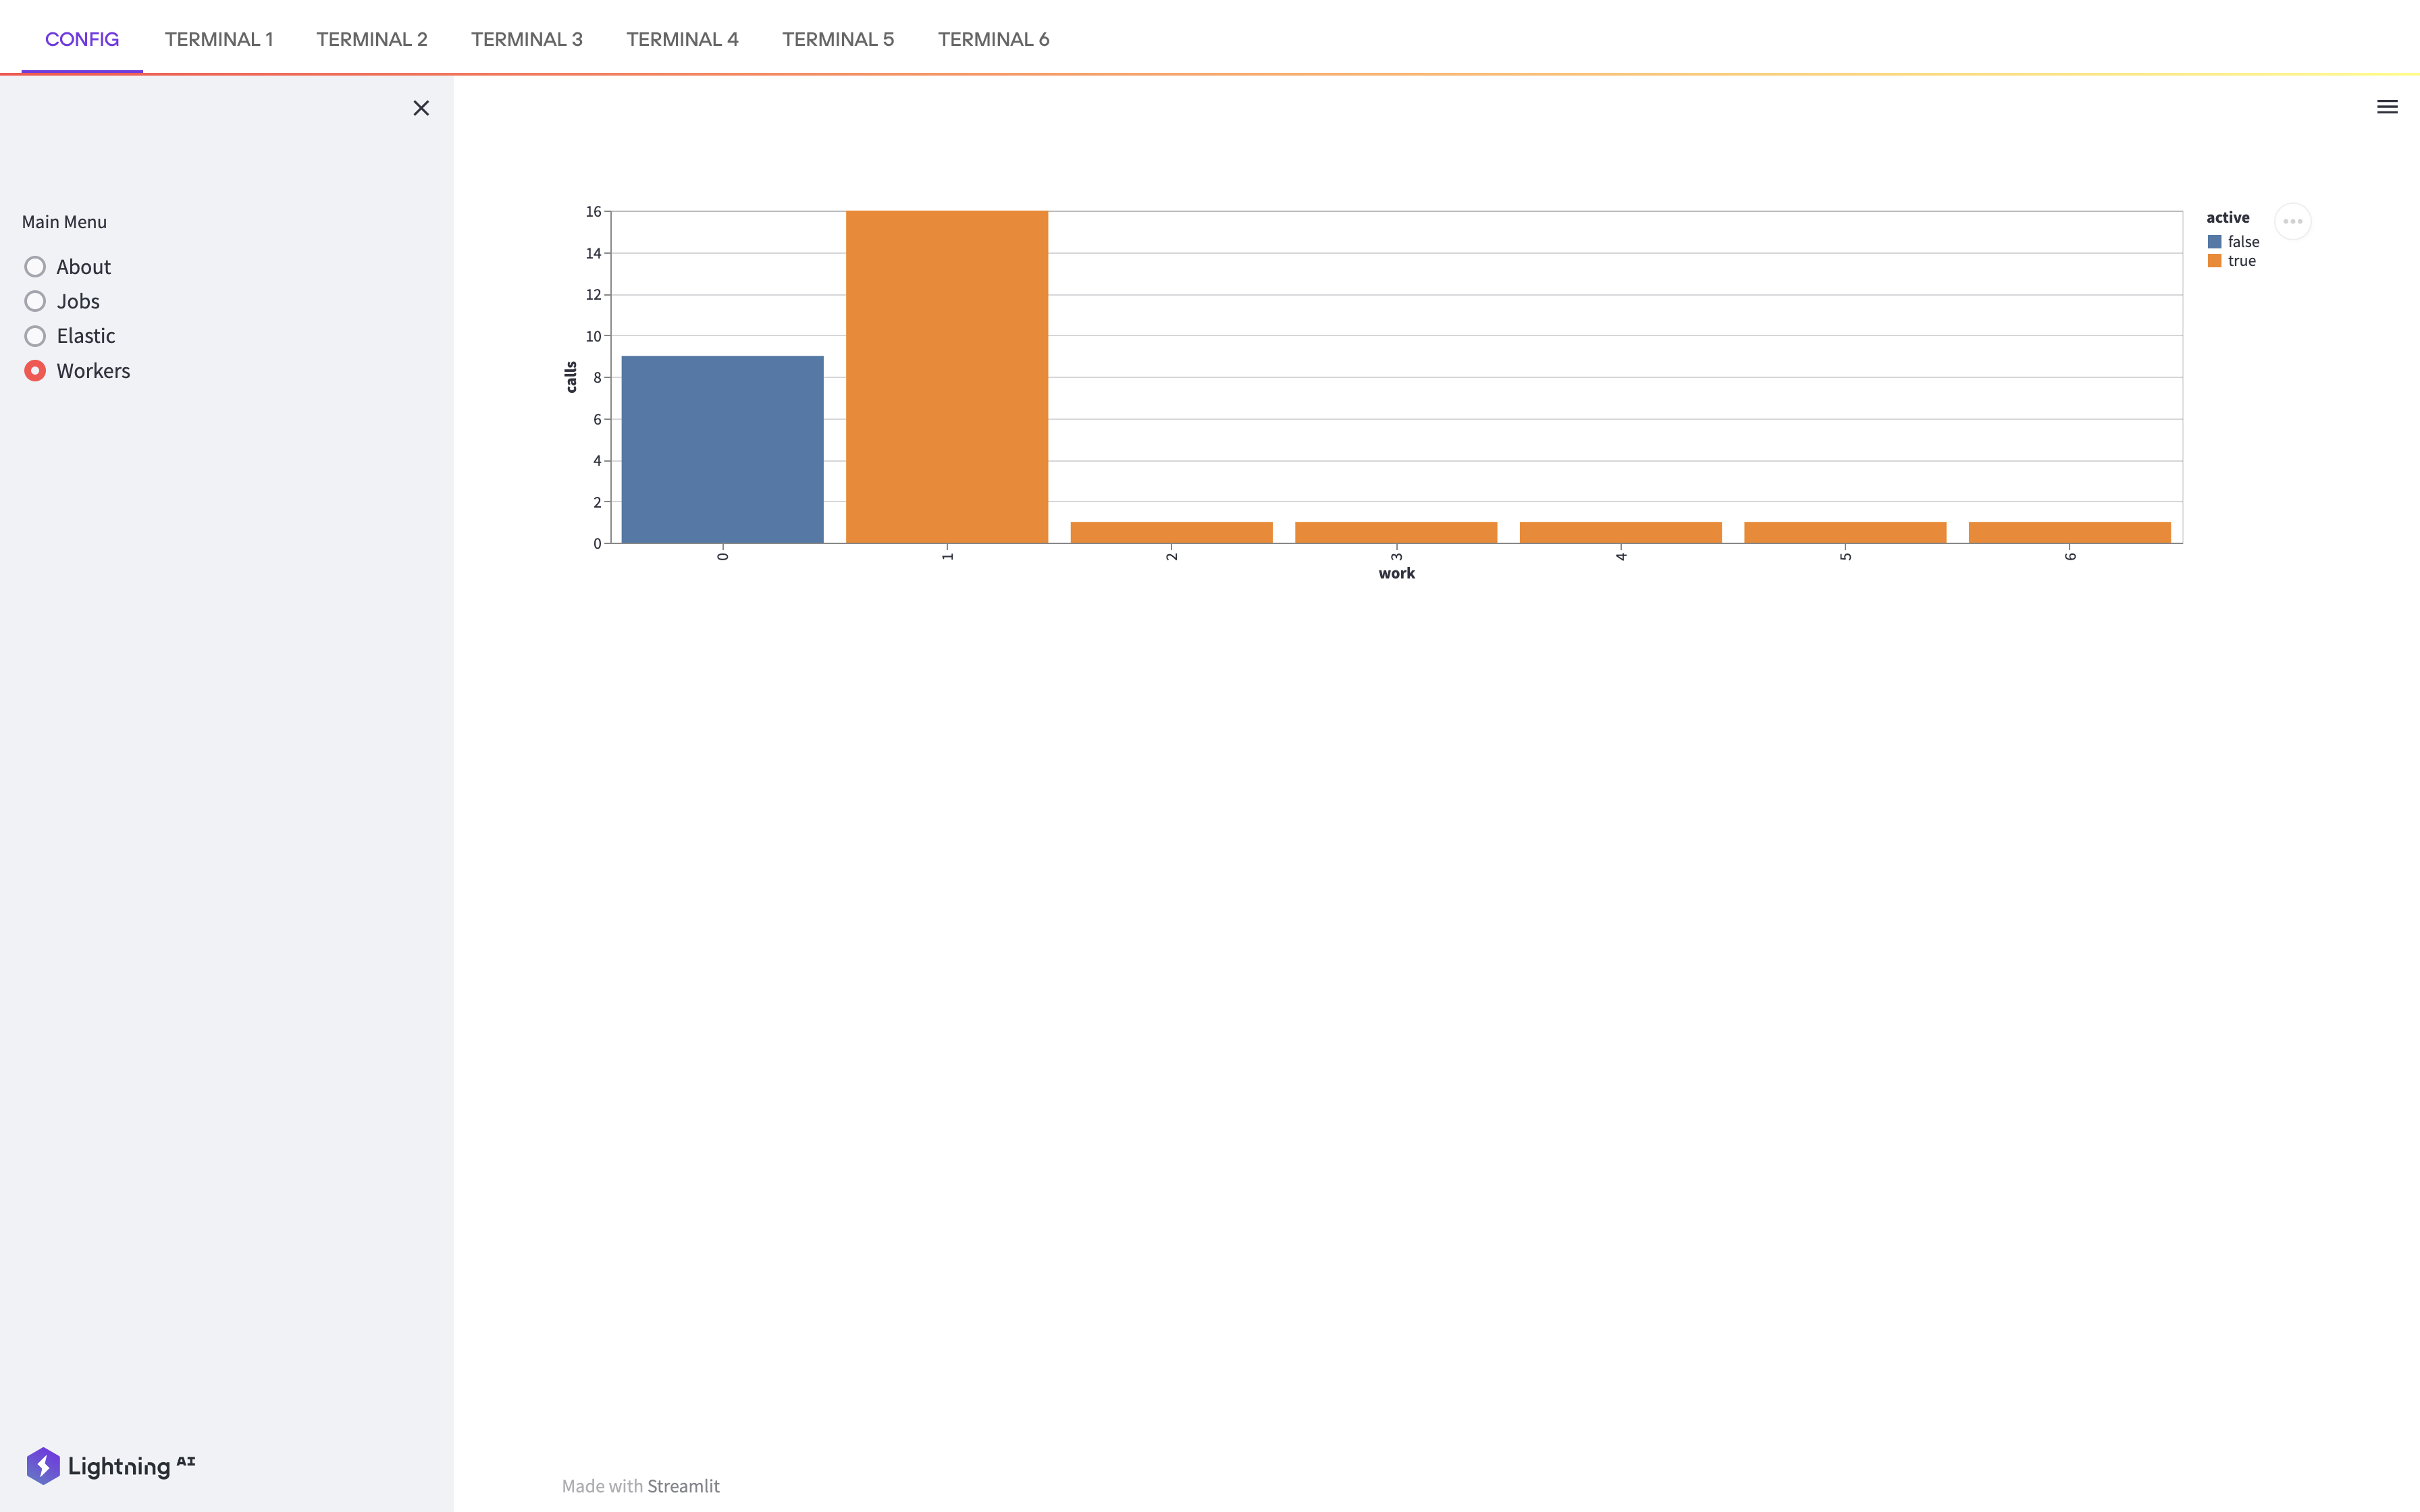 CONFIG TERMINAL 1 TERMINAL 2 TERMINAL 3 TERMINAL 4 TERMINAL 5 TERMINAL 6
Main Menu
About
Jobs
Elastic
Workers
Lightning AI
16
14
12
10
8
6
4
2
0
calls
0 1 2 3 4 5 6
work
active
false
true
Made with Streamlit